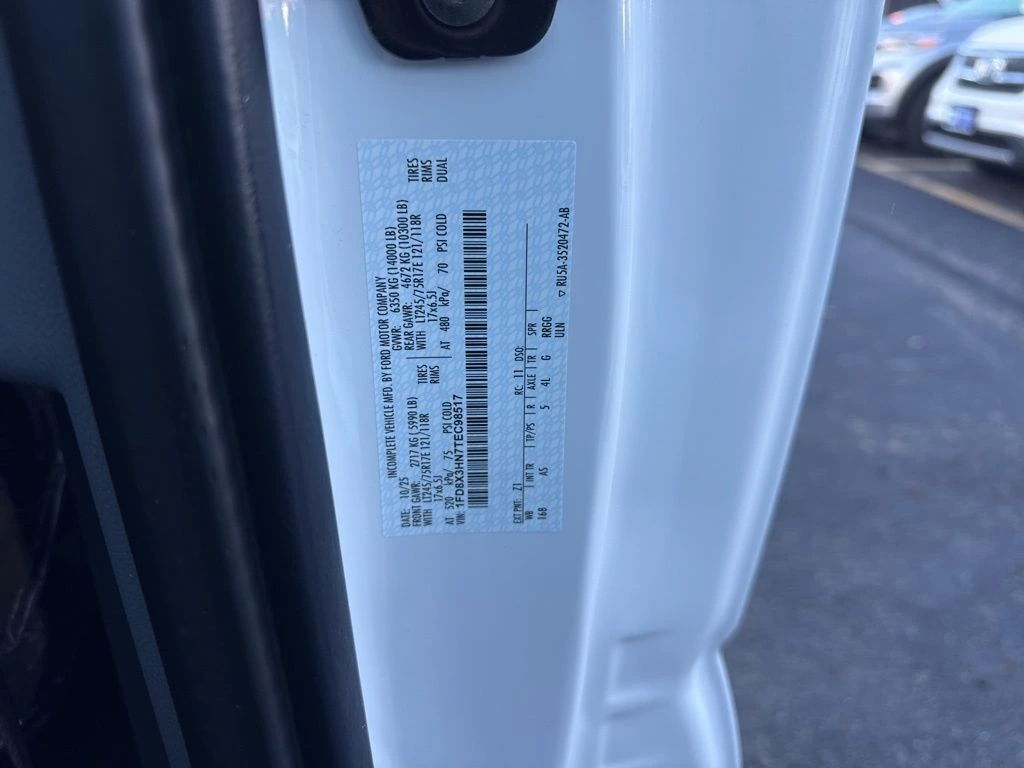 INCOMPLETE VEHICLE MFD. BY FORD MOTOR COMPANY
DATE: 10/25 GVWR: 6350 KG (14000 LB)
FRONT GAWR: 2717 KG (5990 LB) REAR GAWR: 4672 KG (10300 LB)
WITH LT245/75R17E 121/118R TIRES WITH LT245/75R17E 121/118R TIRES
17x6.5J RIMS 17x6.5J RIMS
AT 520 kPa/ 75 PSI COLD AT 480 kPa/ 70 PSI COLD DUAL
VIN: 1FD8X3HN7TEC98517
EXT PNT: Z1 RC: 11 DSO:
WB INT TR TP/PS R AXLE TR SPR
168 AS 5 4L G RRGG
ULN
▽ RU5A-3520472-AB